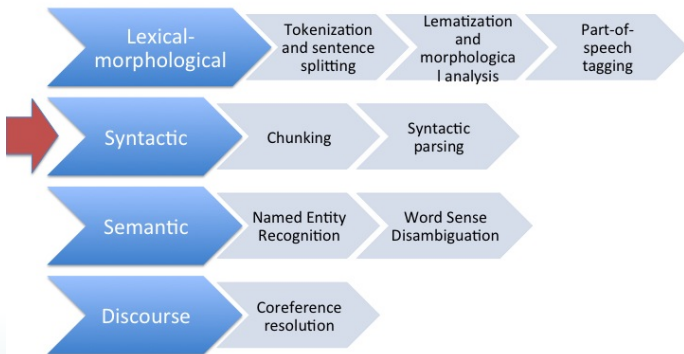 Lexical-
morphological
Tokenization
and sentence
splitting
Lematization
and
morphologica
l analysis
Part-of-
speech
tagging
Syntactic
Chunking
Syntactic
parsing
Semantic
Named Entity
Recognition
Word Sense
Disambiguation
Discourse
Coreference
resolution